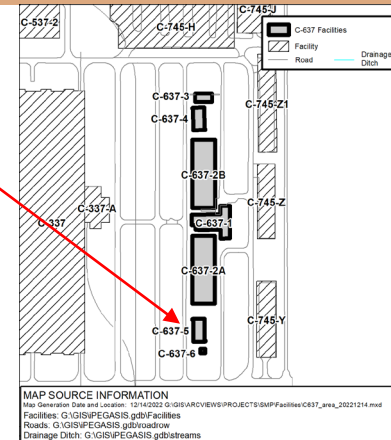 C-537-2
C-745-H
C-745-J
C-637 Facilities
Facility
Road
Drainage
Ditch
C-637-3
C-637-4
C-745-Z1
C-637-2B
C-337-A
C-337
C-637-1
C-745-Z
C-637-2A
C-637-5
C-745-Y
C-637-6
MAP SOURCE INFORMATION
Map Generation Date and Location: 12/14/2022 G:\GIS\ARCVIEWS\PROJECTS\SMP\Facilities\C637_area_20221214.mxd
Facilities: G:\GIS\PEGASIS.gdb\Facilities
Roads: G:\GIS\PEGASIS.gdb\roadrow
Drainage Ditch: G:\GIS\PEGASIS.gdb\streams